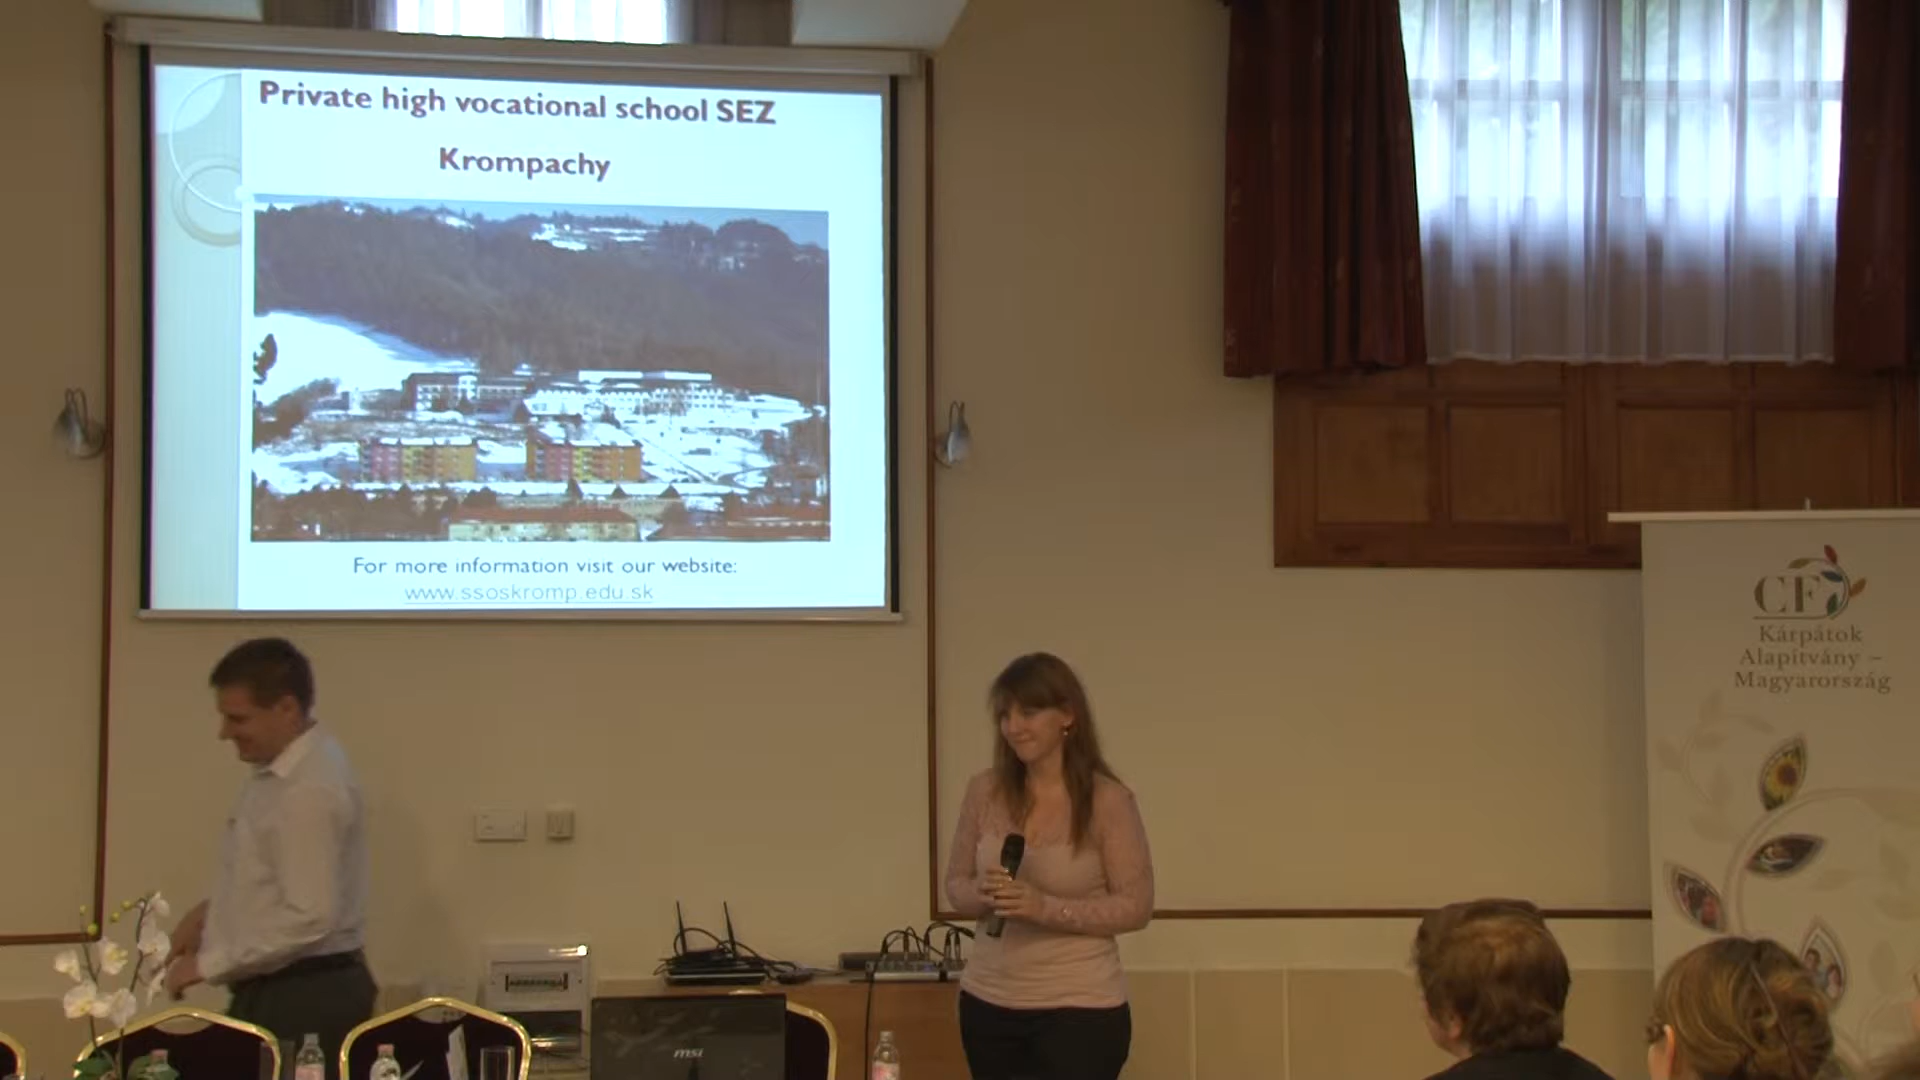 Private high vocational school SEZ
Krompachy
For more information visit our website:
www.ssoskromp.edu.sk
CF
Kárpátok
Alapítvány –
Magyarország
msi